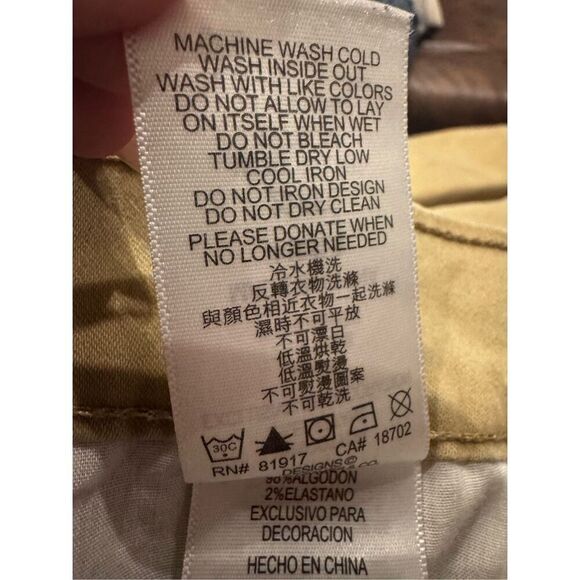 MACHINE WASH COLD
WASH INSIDE OUT
WASH WITH LIKE COLORS
DO NOT ALLOW TO LAY
ON ITSELF WHEN WET
DO NOT BLEACH
TUMBLE DRY LOW
COOL IRON
DO NOT IRON DESIGN
DO NOT DRY CLEAN
PLEASE DONATE WHEN
NO LONGER NEEDED
冷水機洗
反轉衣物洗滌
與顏色相近衣物一起洗滌
濕時不可平放
不可漂白
低溫烘乾
低溫熨燙
不可熨燙圖案
不可乾洗
30C
RN# 81917 CA# 18702
DESIGNS ©
& CO.
98%ALGODON
2%ELASTANO
EXCLUSIVO PARA
DECORACION
HECHO EN CHINA